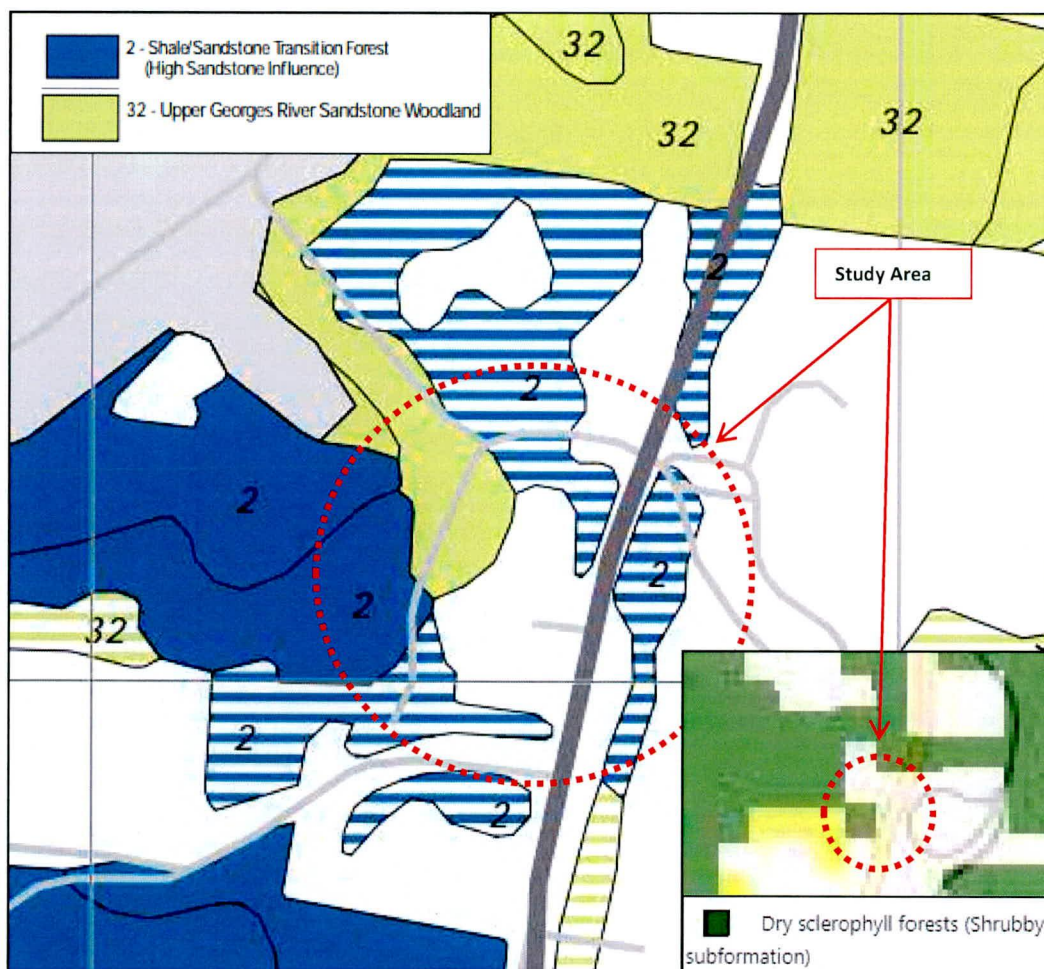 2 - Shale/Sandstone Transition Forest
(High Sandstone Influence)
32 - Upper Georges River Sandstone Woodland
32
32
32
2
Study Area
2
2
2
2
32
2
2
Dry sclerophyll forests (Shrubby
subformation)